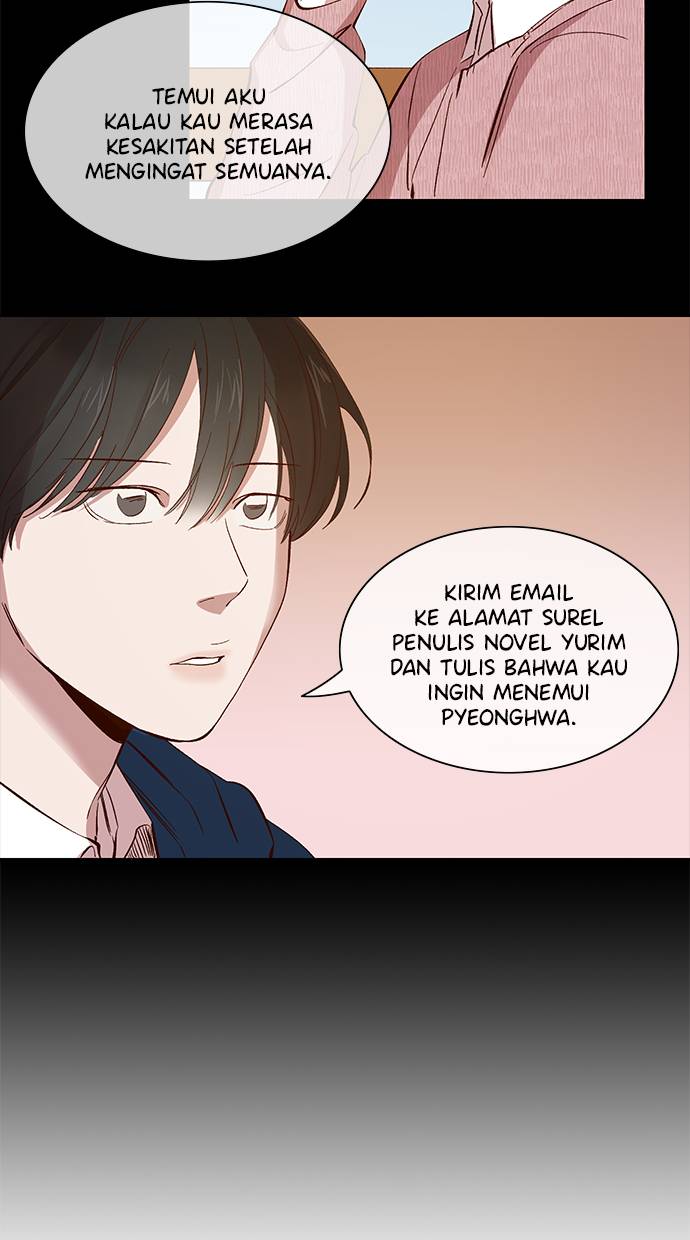 TEMUI AKU
KALAU KAU MERASA
KESAKITAN SETELAH
MENGINGAT SEMUANYA.
KIRIM EMAIL
KE ALAMAT SUREL
PENULIS NOVEL YURIM
DAN TULIS BAHWA KAU
INGIN MENEMUI
PYEONGHWA.